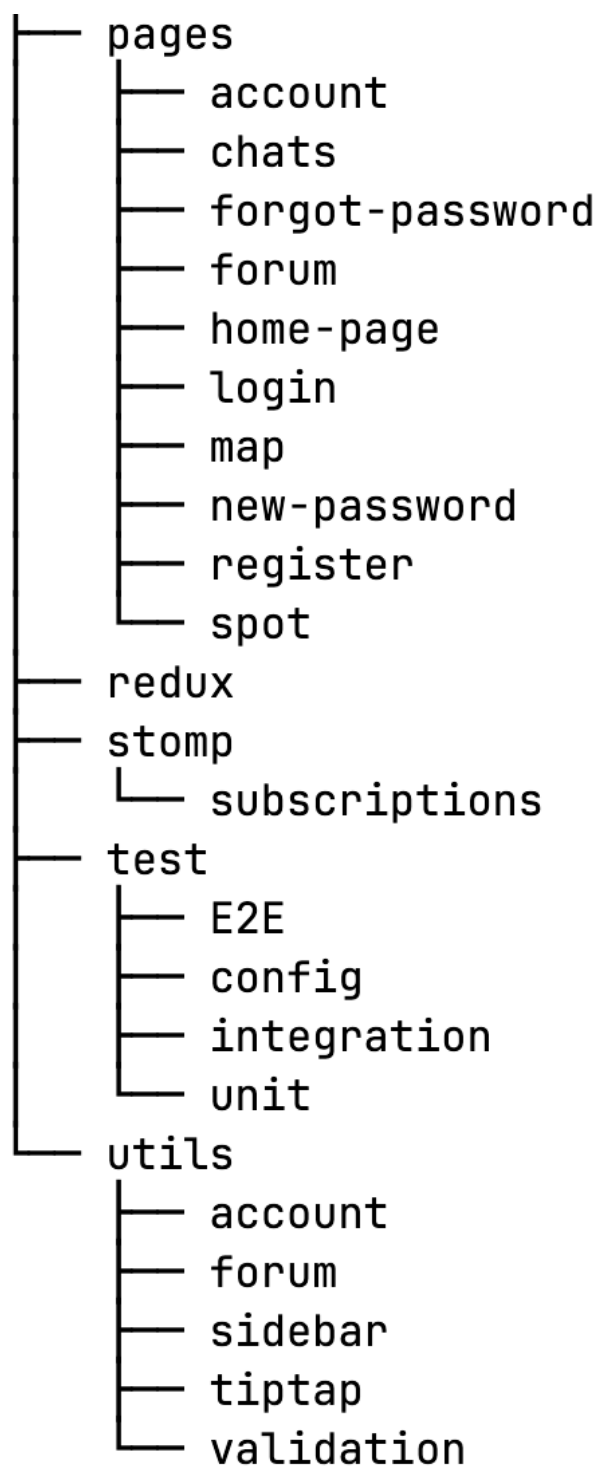 pages
account
chats
forgot-password
forum
home-page
login
map
new-password
register
spot
redux
stomp
subscriptions
test
E2E
config
integration
unit
utils
account
forum
sidebar
tiptap
validation